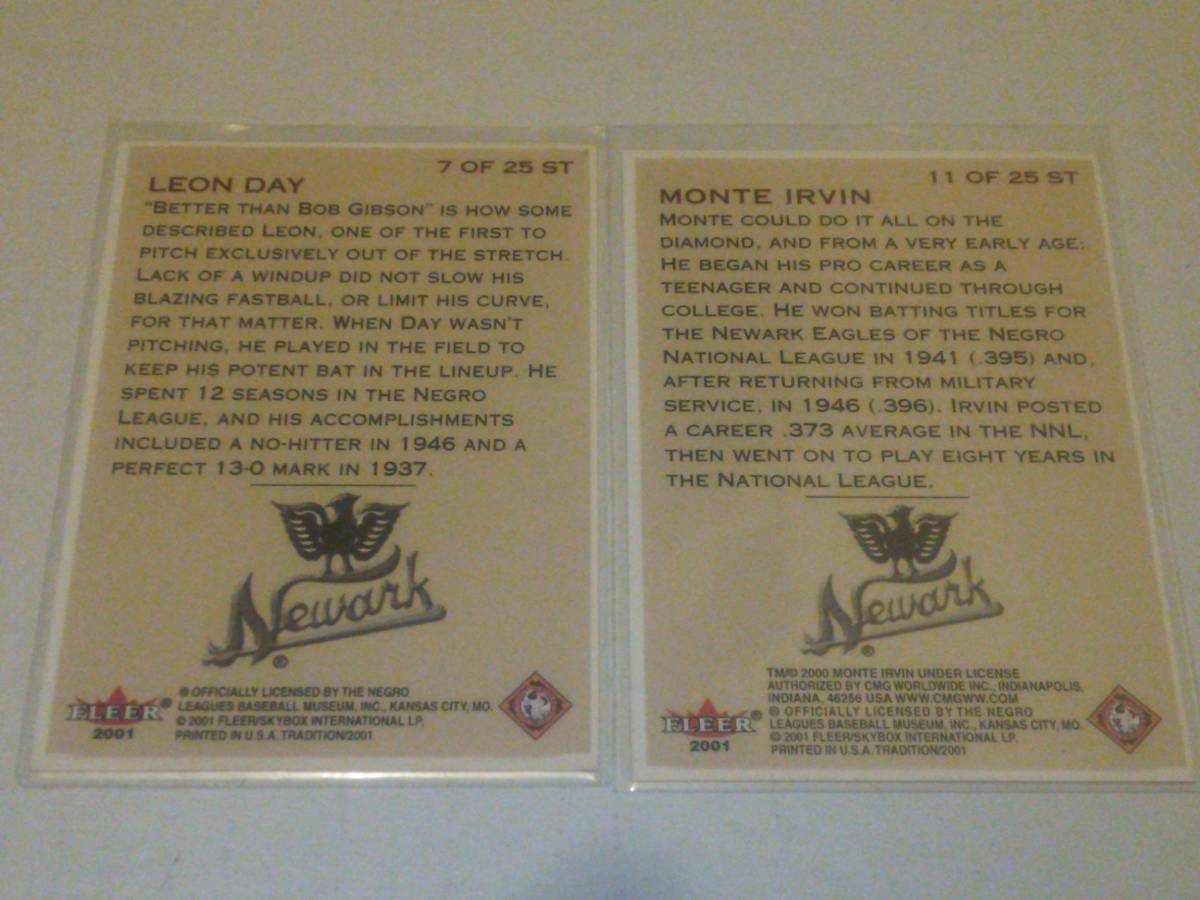 7 OF 25 ST
LEON DAY
"BETTER THAN BOB GIBSON" IS HOW SOME
DESCRIBED LEON, ONE OF THE FIRST TO
PITCH EXCLUSIVELY OUT OF THE STRETCH.
LACK OF A WINDUP DID NOT SLOW HIS
BLAZING FASTBALL, OR LIMIT HIS CURVE,
FOR THAT MATTER. WHEN DAY WASN'T
PITCHING, HE PLAYED IN THE FIELD TO
KEEP HIS POTENT BAT IN THE LINEUP. HE
SPENT 12 SEASONS IN THE NEGRO
LEAGUE, AND HIS ACCOMPLISHMENTS
INCLUDED A NO-HITTER IN 1946 AND A
PERFECT 13-0 MARK IN 1937.
Newark
®
FLEER®
2001
® OFFICIALLY LICENSED BY THE NEGRO
LEAGUES BASEBALL MUSEUM, INC., KANSAS CITY, MO.
© 2001 FLEER/SKYBOX INTERNATIONAL LP.
PRINTED IN U.S.A. TRADITION/2001
11 OF 25 ST
MONTE IRVIN
MONTE COULD DO IT ALL ON THE
DIAMOND, AND FROM A VERY EARLY AGE:
HE BEGAN HIS PRO CAREER AS A
TEENAGER AND CONTINUED THROUGH
COLLEGE. HE WON BATTING TITLES FOR
THE NEWARK EAGLES OF THE NEGRO
NATIONAL LEAGUE IN 1941 (.395) AND,
AFTER RETURNING FROM MILITARY
SERVICE, IN 1946 (.396). IRVIN POSTED
A CAREER .373 AVERAGE IN THE NNL,
THEN WENT ON TO PLAY EIGHT YEARS IN
THE NATIONAL LEAGUE.
Newark
®
FLEER®
2001
TM/© 2000 MONTE IRVIN UNDER LICENSE
AUTHORIZED BY CMG WORLDWIDE INC., INDIANAPOLIS,
INDIANA, 46256 USA WWW.CMGWW.COM
® OFFICIALLY LICENSED BY THE NEGRO
LEAGUES BASEBALL MUSEUM, INC., KANSAS CITY, MO.
© 2001 FLEER/SKYBOX INTERNATIONAL LP.
PRINTED IN U.S.A. TRADITION/2001